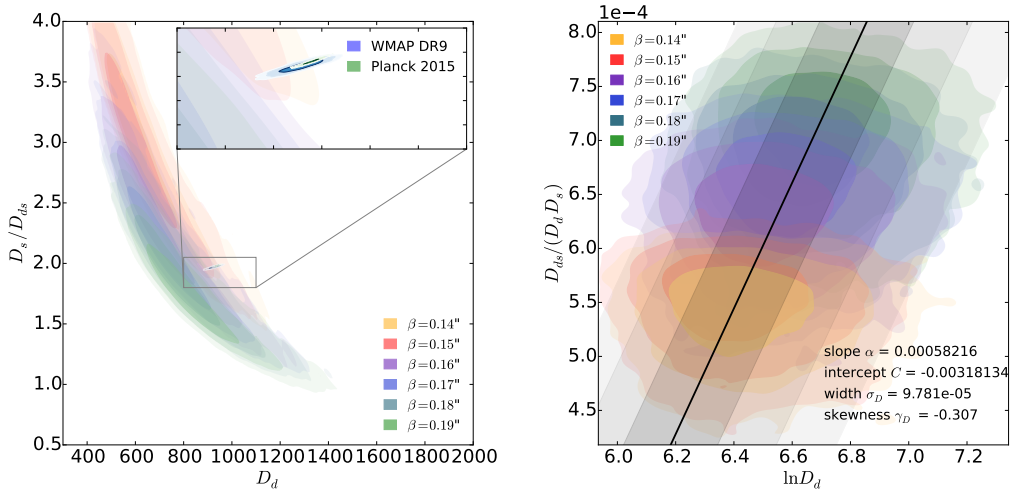 4.0
3.5
3.0
2.5
2.0
1.5
1.0
0.5
400
600
800
1000
1200
1400
1600
1800
2000
D_s/D_ds
D_d
WMAP DR9
Planck 2015
β=0.14"
β=0.15"
β=0.16"
β=0.17"
β=0.18"
β=0.19"
1e−4
8.0
7.5
7.0
6.5
6.0
5.5
5.0
4.5
6.0
6.2
6.4
6.6
6.8
7.0
7.2
D_ds/(D_d D_s)
lnD_d
β=0.14"
β=0.15"
β=0.16"
β=0.17"
β=0.18"
β=0.19"
slope α = 0.00058216
intercept C = -0.00318134
width σ_D = 9.781e-05
skewness γ_D = -0.307